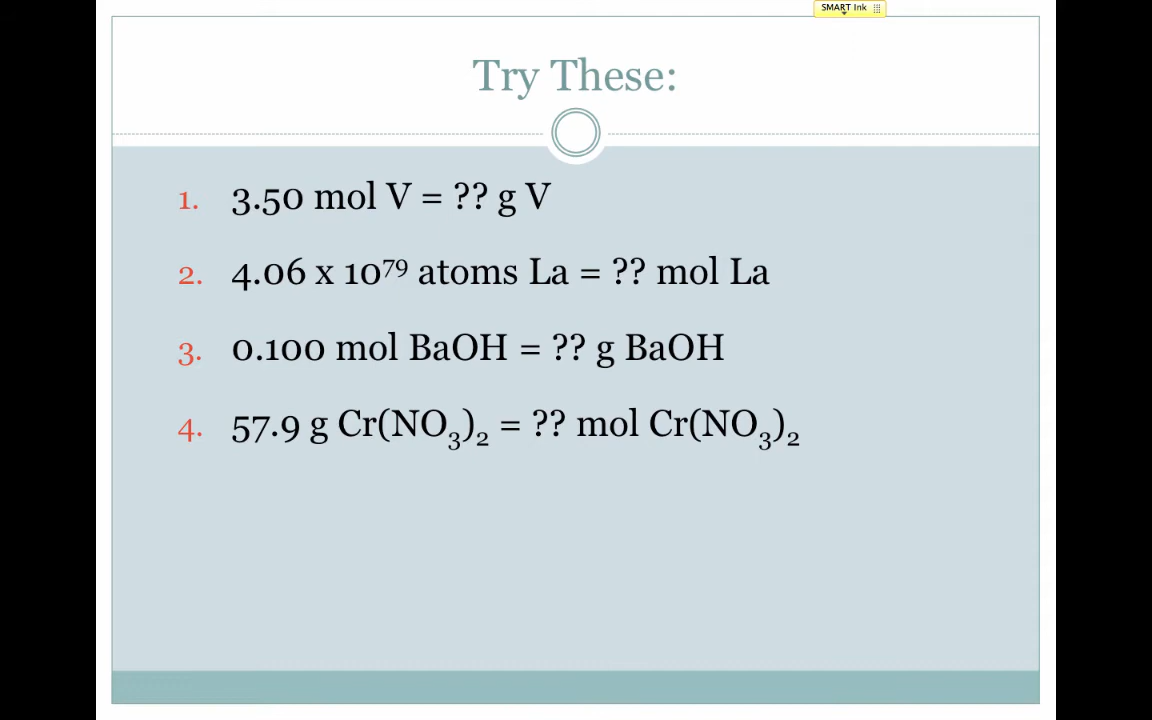 SMART Ink
Try These:
1. 3.50 mol V = ?? g V
2. 4.06 x 10⁷⁹ atoms La = ?? mol La
3. 0.100 mol BaOH = ?? g BaOH
4. 57.9 g Cr(NO₃)₂ = ?? mol Cr(NO₃)₂